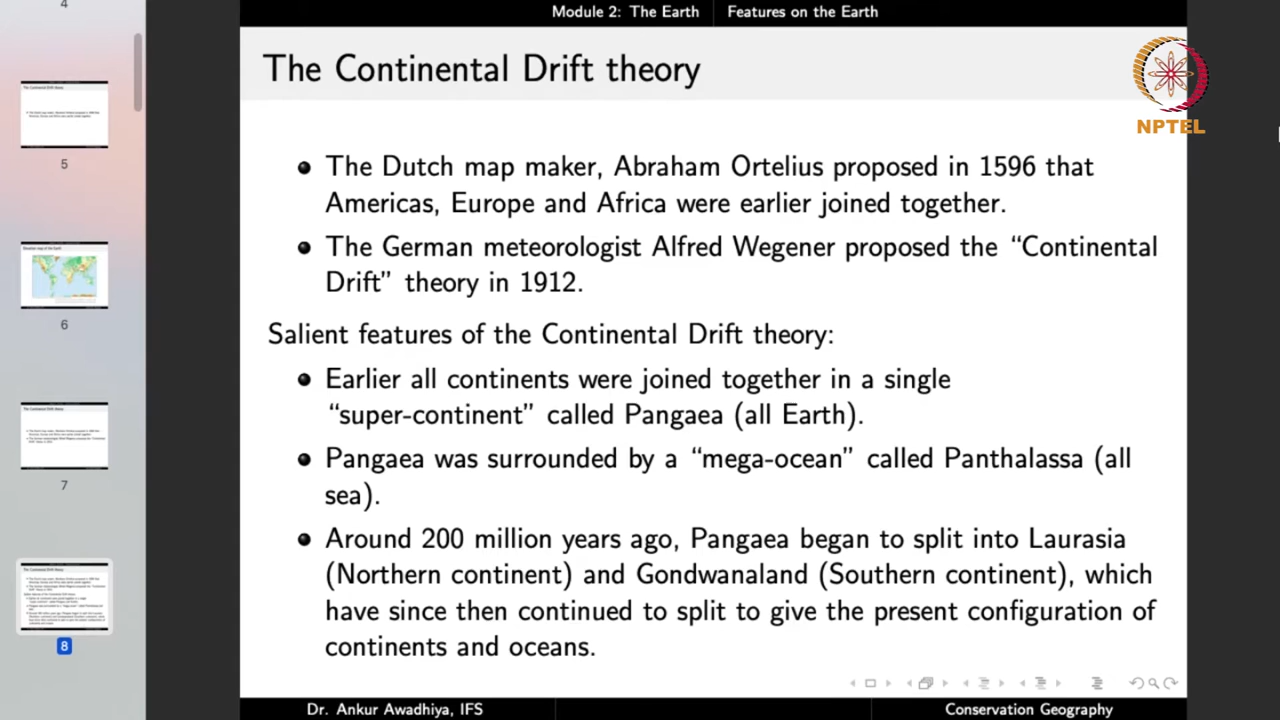 4
Module 2: The Earth Features on the Earth
The Continental Drift theory
NPTEL
The Dutch map maker, Abraham Ortelius proposed in 1596 that
Americas, Europe and Africa were earlier joined together.
The German meteorologist Alfred Wegener proposed the “Continental
Drift” theory in 1912.
Salient features of the Continental Drift theory:
Earlier all continents were joined together in a single
“super-continent” called Pangaea (all Earth).
Pangaea was surrounded by a “mega-ocean” called Panthalassa (all
sea).
Around 200 million years ago, Pangaea began to split into Laurasia
(Northern continent) and Gondwanaland (Southern continent), which
have since then continued to split to give the present configuration of
continents and oceans.
5
6
7
8
Dr. Ankur Awadhiya, IFS Conservation Geography